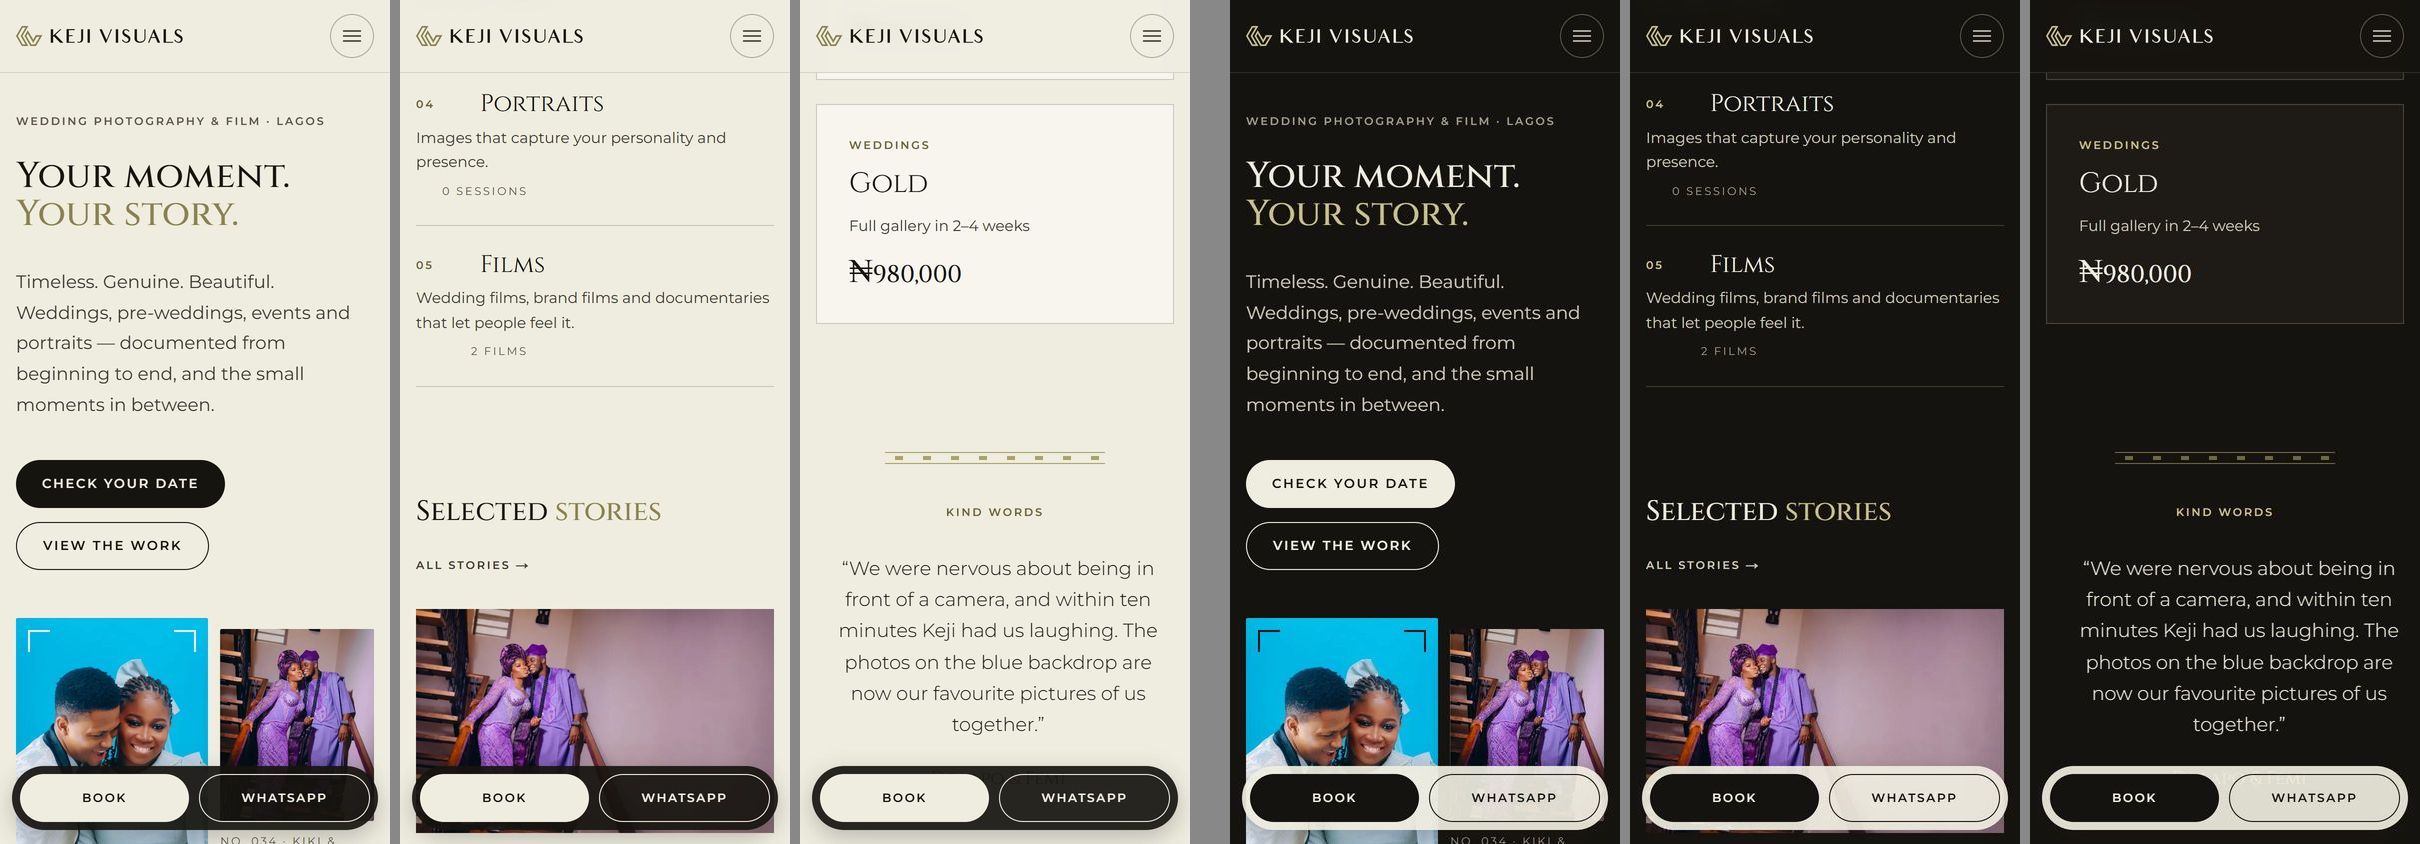 KEJI VISUALS
WEDDING PHOTOGRAPHY & FILM · LAGOS
YOUR MOMENT.
YOUR STORY.
Timeless. Genuine. Beautiful.
Weddings, pre-weddings, events and
portraits — documented from
beginning to end, and the small
moments in between.
CHECK YOUR DATE
VIEW THE WORK
BOOK
WHATSAPP
NO. 034 · KIKI &
KEJI VISUALS
04 PORTRAITS
Images that capture your personality and
presence.
0 SESSIONS
05 FILMS
Wedding films, brand films and documentaries
that let people feel it.
2 FILMS
SELECTED STORIES
ALL STORIES →
BOOK
WHATSAPP
KEJI VISUALS
WEDDINGS
GOLD
Full gallery in 2–4 weeks
₦980,000
KIND WORDS
“We were nervous about being in
front of a camera, and within ten
minutes Keji had us laughing. The
photos on the blue backdrop are
now our favourite pictures of us
together.”
BOOK
WHATSAPP
KEJI VISUALS
WEDDING PHOTOGRAPHY & FILM · LAGOS
YOUR MOMENT.
YOUR STORY.
Timeless. Genuine. Beautiful.
Weddings, pre-weddings, events and
portraits — documented from
beginning to end, and the small
moments in between.
CHECK YOUR DATE
VIEW THE WORK
BOOK
WHATSAPP
NO. 034 · KIKI &
KEJI VISUALS
04 PORTRAITS
Images that capture your personality and
presence.
0 SESSIONS
05 FILMS
Wedding films, brand films and documentaries
that let people feel it.
2 FILMS
SELECTED STORIES
ALL STORIES →
BOOK
WHATSAPP
KEJI VISUALS
WEDDINGS
GOLD
Full gallery in 2–4 weeks
₦980,000
KIND WORDS
“We were nervous about being in
front of a camera, and within ten
minutes Keji had us laughing. The
photos on the blue backdrop are
now our favourite pictures of us
together.”
BOOK
WHATSAPP